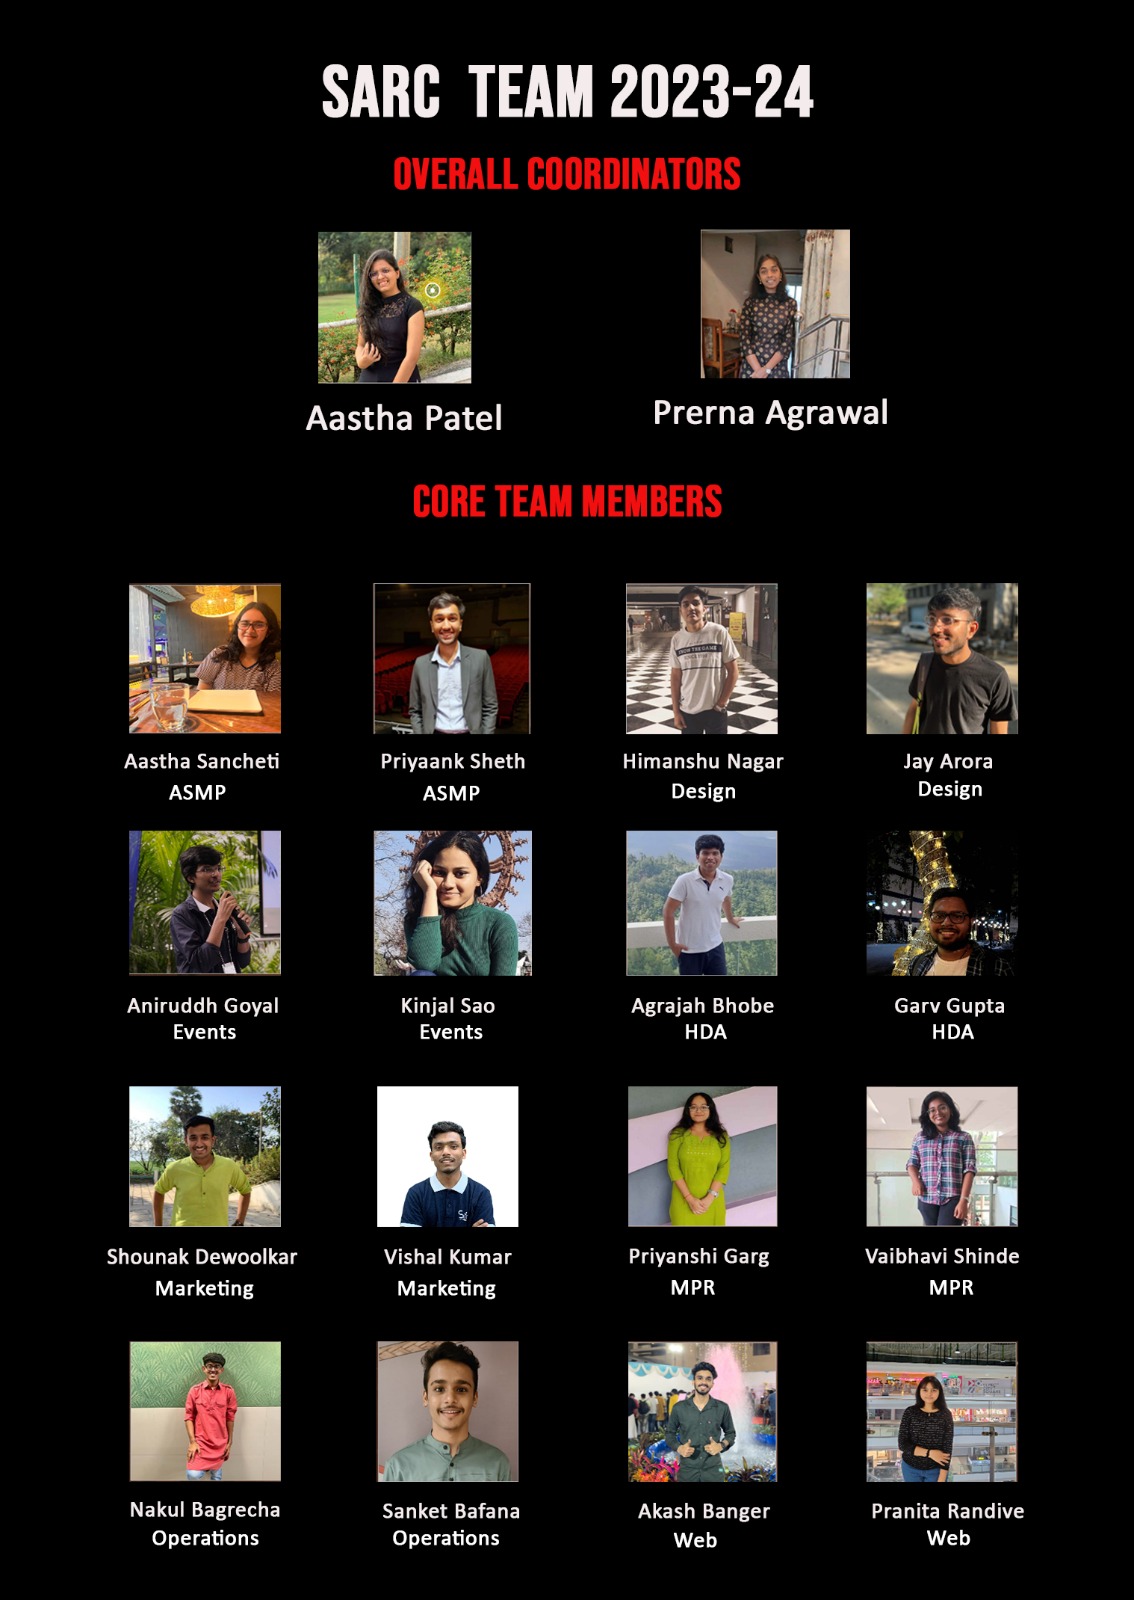 SARC TEAM 2023-24
OVERALL COORDINATORS
Aastha Patel
Prerna Agrawal
CORE TEAM MEMBERS
Aastha Sancheti
ASMP
Priyaank Sheth
ASMP
Himanshu Nagar
Design
Jay Arora
Design
Aniruddh Goyal
Events
Kinjal Sao
Events
Agrajah Bhobe
HDA
Garv Gupta
HDA
Shounak Dewoolkar
Marketing
Vishal Kumar
Marketing
Priyanshi Garg
MPR
Vaibhavi Shinde
MPR
Nakul Bagrecha
Operations
Sanket Bafana
Operations
Akash Banger
Web
Pranita Randive
Web